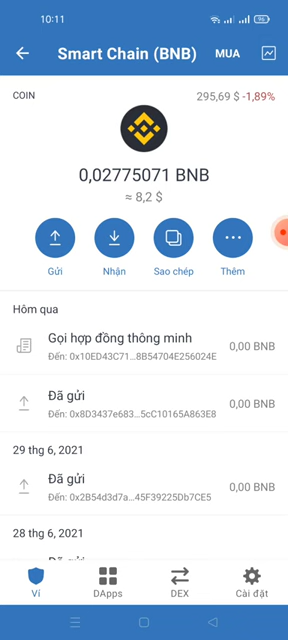 10:11
96
Smart Chain (BNB)
MUA
COIN
295,69 $ -1,89%
0,02775071 BNB
≈ 8,2 $
Gửi
Nhận
Sao chép
Thêm
Hôm qua
Gọi hợp đồng thông minh
0,00 BNB
Đến: 0x10ED43C71...8B54704E256024E
Đã gửi
0,00 BNB
Đến: 0x8D3437e683...5cC10165A863E8
29 thg 6, 2021
Đã gửi
0,00 BNB
Đến: 0x2B54d3d7a...45F39225Db7CE5
28 thg 6, 2021
Đã gửi
Ví
DApps
DEX
Cài đặt